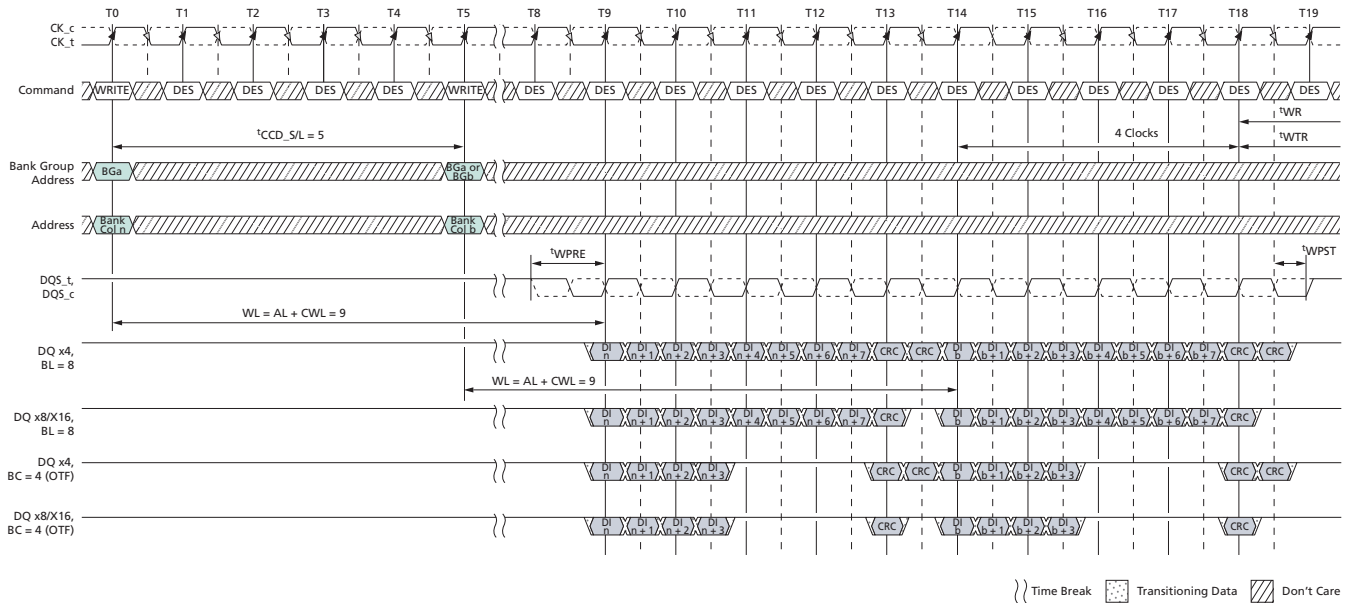 T0 T1 T2 T3 T4 T5 T8 T9 T10 T11 T12 T13 T14 T15 T16 T17 T18 T19
CK_c
CK_t
Command WRITE DES DES DES DES WRITE DES DES DES DES DES DES DES DES DES DES DES DES
tWR
tCCD_S/L = 5 4 Clocks tWTR
Bank Group
Address BGa BGa or
BGb
Address Bank
Col n Bank
Col b
tWPRE tWPST
DQS_t,
DQS_c
WL = AL + CWL = 9
DQ x4,
BL = 8
DI
n DI
n + 1 DI
n + 2 DI
n + 3 DI
n + 4 DI
n + 5 DI
n + 6 DI
n + 7 CRC CRC DI
b DI
b + 1 DI
b + 2 DI
b + 3 DI
b + 4 DI
b + 5 DI
b + 6 DI
b + 7 CRC CRC
WL = AL + CWL = 9
DQ x8/X16,
BL = 8
DI
n DI
n + 1 DI
n + 2 DI
n + 3 DI
n + 4 DI
n + 5 DI
n + 6 DI
n + 7 CRC DI
b DI
b + 1 DI
b + 2 DI
b + 3 DI
b + 4 DI
b + 5 DI
b + 6 DI
b + 7 CRC
DQ x4,
BC = 4 (OTF)
DI
n DI
n + 1 DI
n + 2 DI
n + 3 CRC CRC DI
b DI
b + 1 DI
b + 2 DI
b + 3 CRC CRC
DQ x8/X16,
BC = 4 (OTF)
DI
n DI
n + 1 DI
n + 2 DI
n + 3 CRC DI
b DI
b + 1 DI
b + 2 DI
b + 3 CRC
Time Break Transitioning Data Don't Care